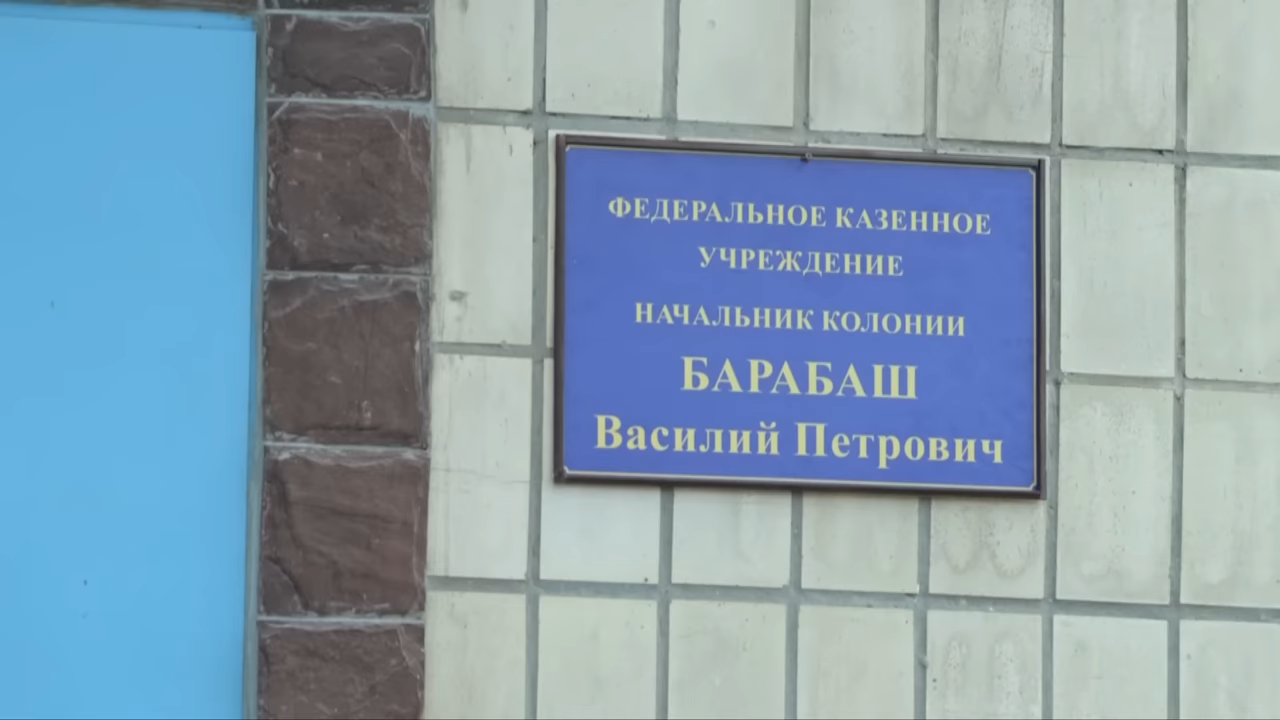 ФЕДЕРАЛЬНОЕ КАЗЕННОЕ
УЧРЕЖДЕНИЕ
НАЧАЛЬНИК КОЛОНИИ
БАРАБАШ
Василий Петрович